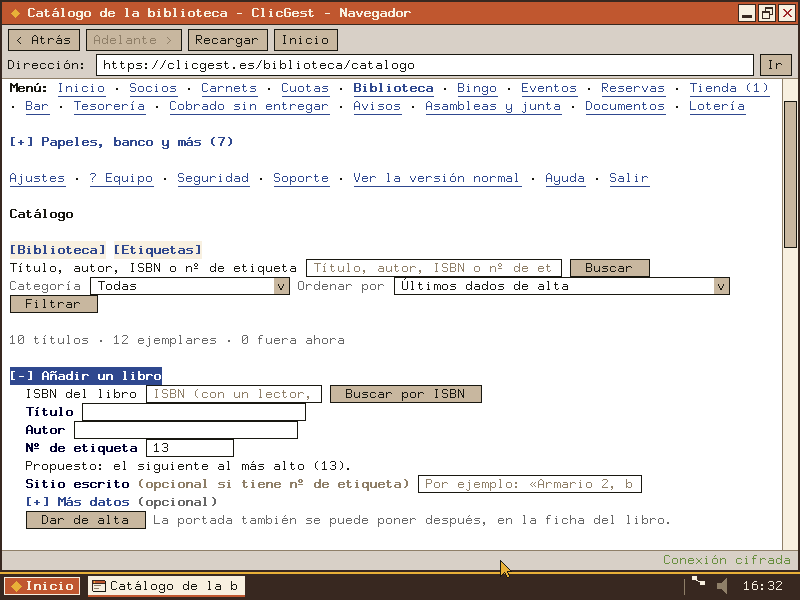 Catálogo de la biblioteca - ClicGest - Navegador
< Atrás Adelante > Recargar Inicio
Dirección: https://clicgest.es/biblioteca/catalogo Ir
Menú: Inicio · Socios · Carnets · Cuotas · Biblioteca · Bingo · Eventos · Reservas · Tienda (1)
· Bar · Tesorería · Cobrado sin entregar · Avisos · Asambleas y junta · Documentos · Lotería
[+] Papeles, banco y más (7)
Ajustes · ? Equipo · Seguridad · Soporte · Ver la versión normal · Ayuda · Salir
Catálogo
[Biblioteca] [Etiquetas]
Título, autor, ISBN o nº de etiqueta Título, autor, ISBN o nº de et Buscar
Categoría Todas v Ordenar por Últimos dados de alta v
Filtrar
10 títulos · 12 ejemplares · 0 fuera ahora
[-] Añadir un libro
ISBN del libro ISBN (con un lector, Buscar por ISBN
Título
Autor
Nº de etiqueta 13
Propuesto: el siguiente al más alto (13).
Sitio escrito (opcional si tiene nº de etiqueta) Por ejemplo: «Armario 2, b
[+] Más datos (opcional)
Dar de alta La portada también se puede poner después, en la ficha del libro.
Conexión cifrada
Inicio Catálogo de la b 16:32